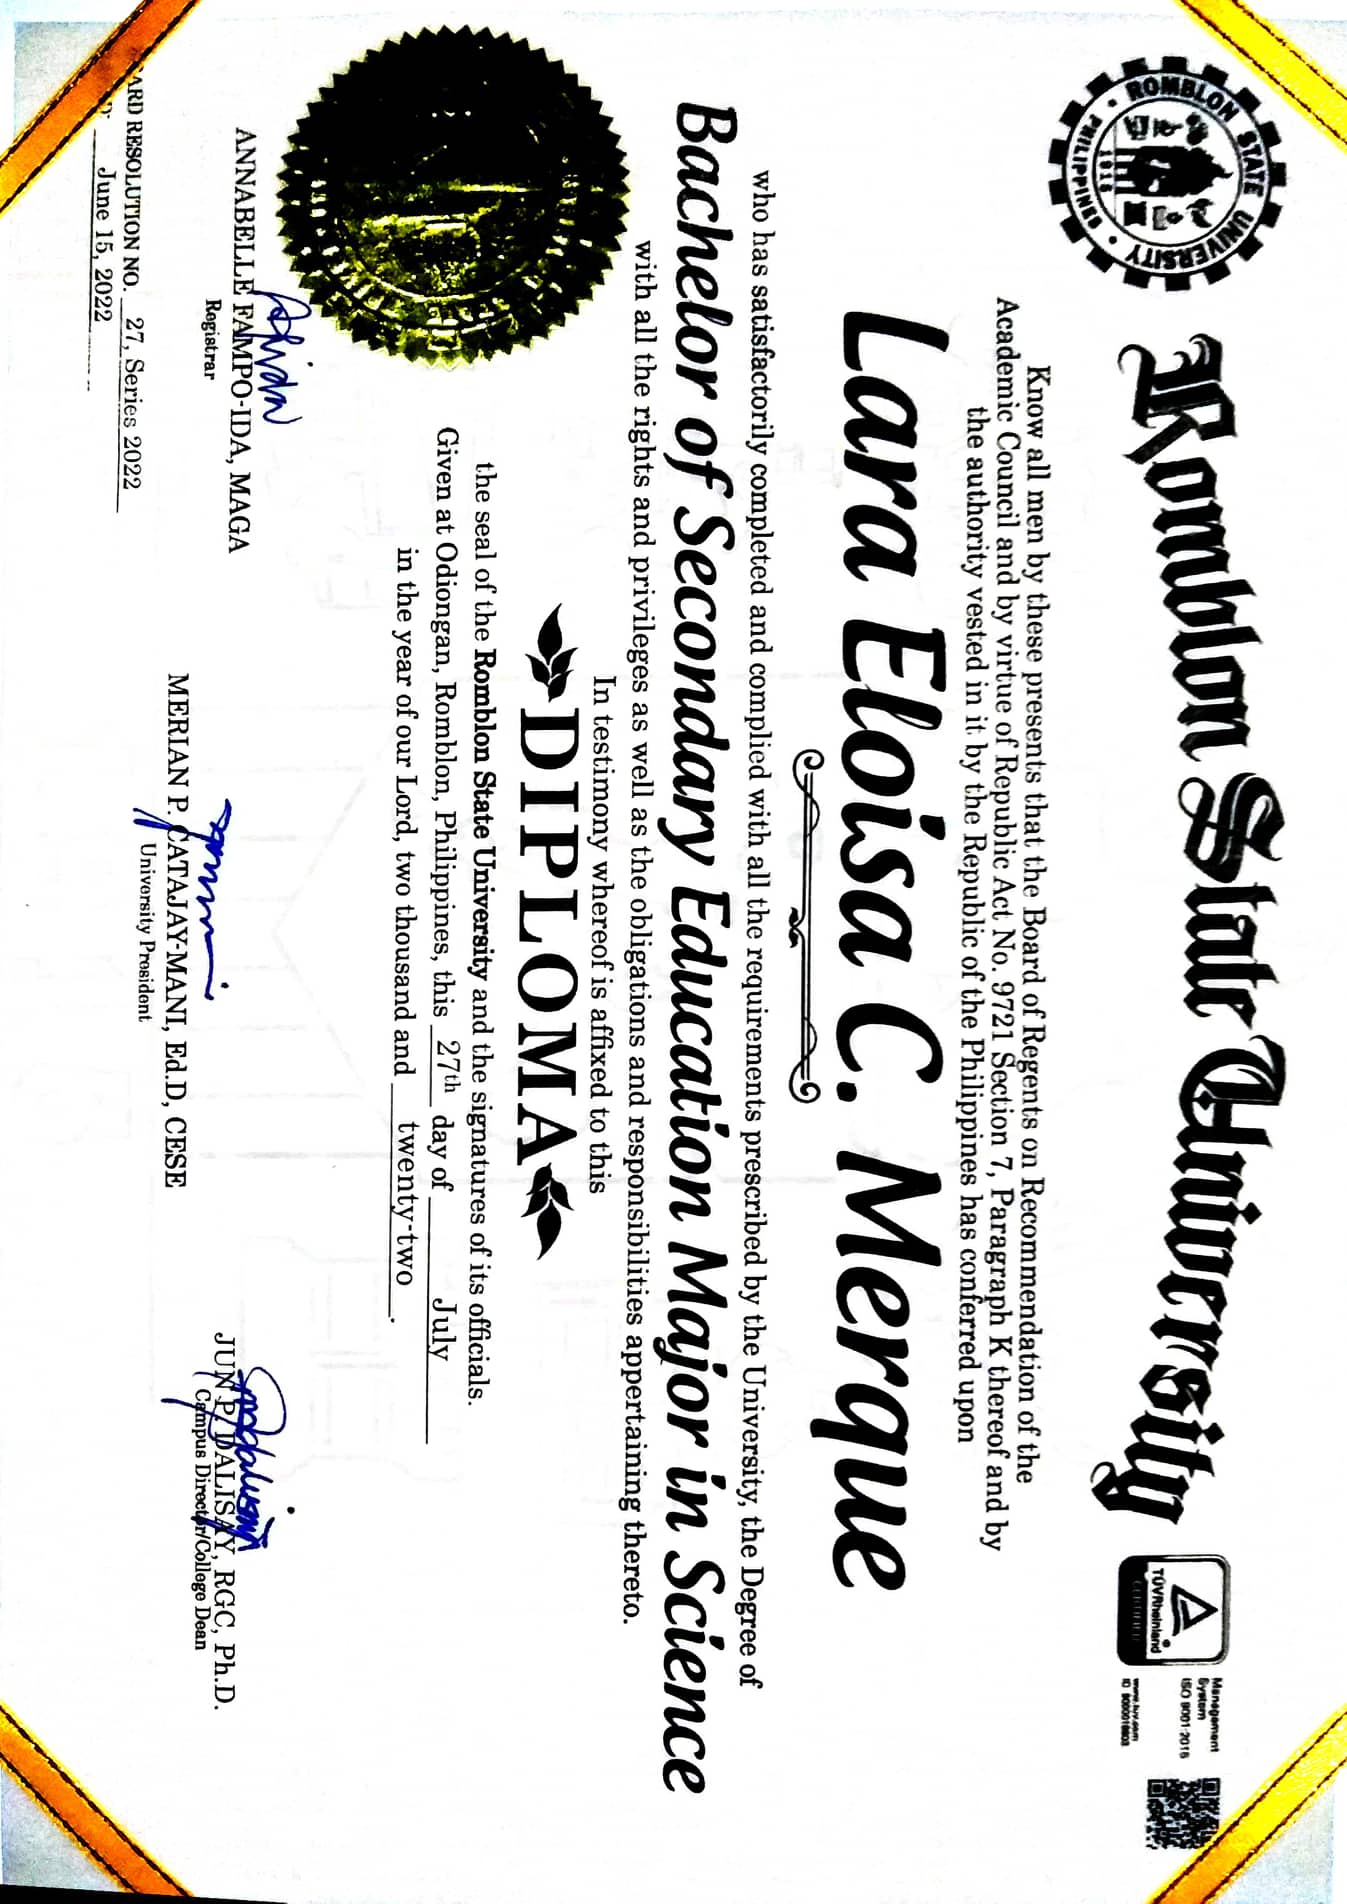 ROMBLON STATE UNIVERSITY
PHILIPPINES
1915
Romblon State University
TÜVRheinland®
CERTIFIED
Management
System
ISO 9001:2015
www.tuv.com
Know all men by these presents that the Board of Regents on Recommendation of the
Academic Council and by virtue of Republic Act No. 9721 Section 7, Paragraph K thereof and by
the authority vested in it by the Republic of the Philippines has conferred upon
Lara Eloisa C. Merque
who has satisfactorily completed and complied with all the requirements prescribed by the University, the Degree of
Bachelor of Secondary Education Major in Science
with all the rights and privileges as well as the obligations and responsibilities appertaining thereto.
In testimony whereof is affixed to this
DIPLOMA
the seal of the Romblon State University and the signatures of its officials.
Given at Odiongan, Romblon, Philippines, this 27th day of July
in the year of our Lord, two thousand and twenty-two.
ANNABELLE FAMPO-IDA, MAGA
Registrar
MERIAN P. CATAJAY-MANI, Ed.D, CESE
University President
JUN P. DALISAY, RGC, Ph.D.
Campus Director/College Dean
ARD RESOLUTION NO. 27, Series 2022
June 15, 2022